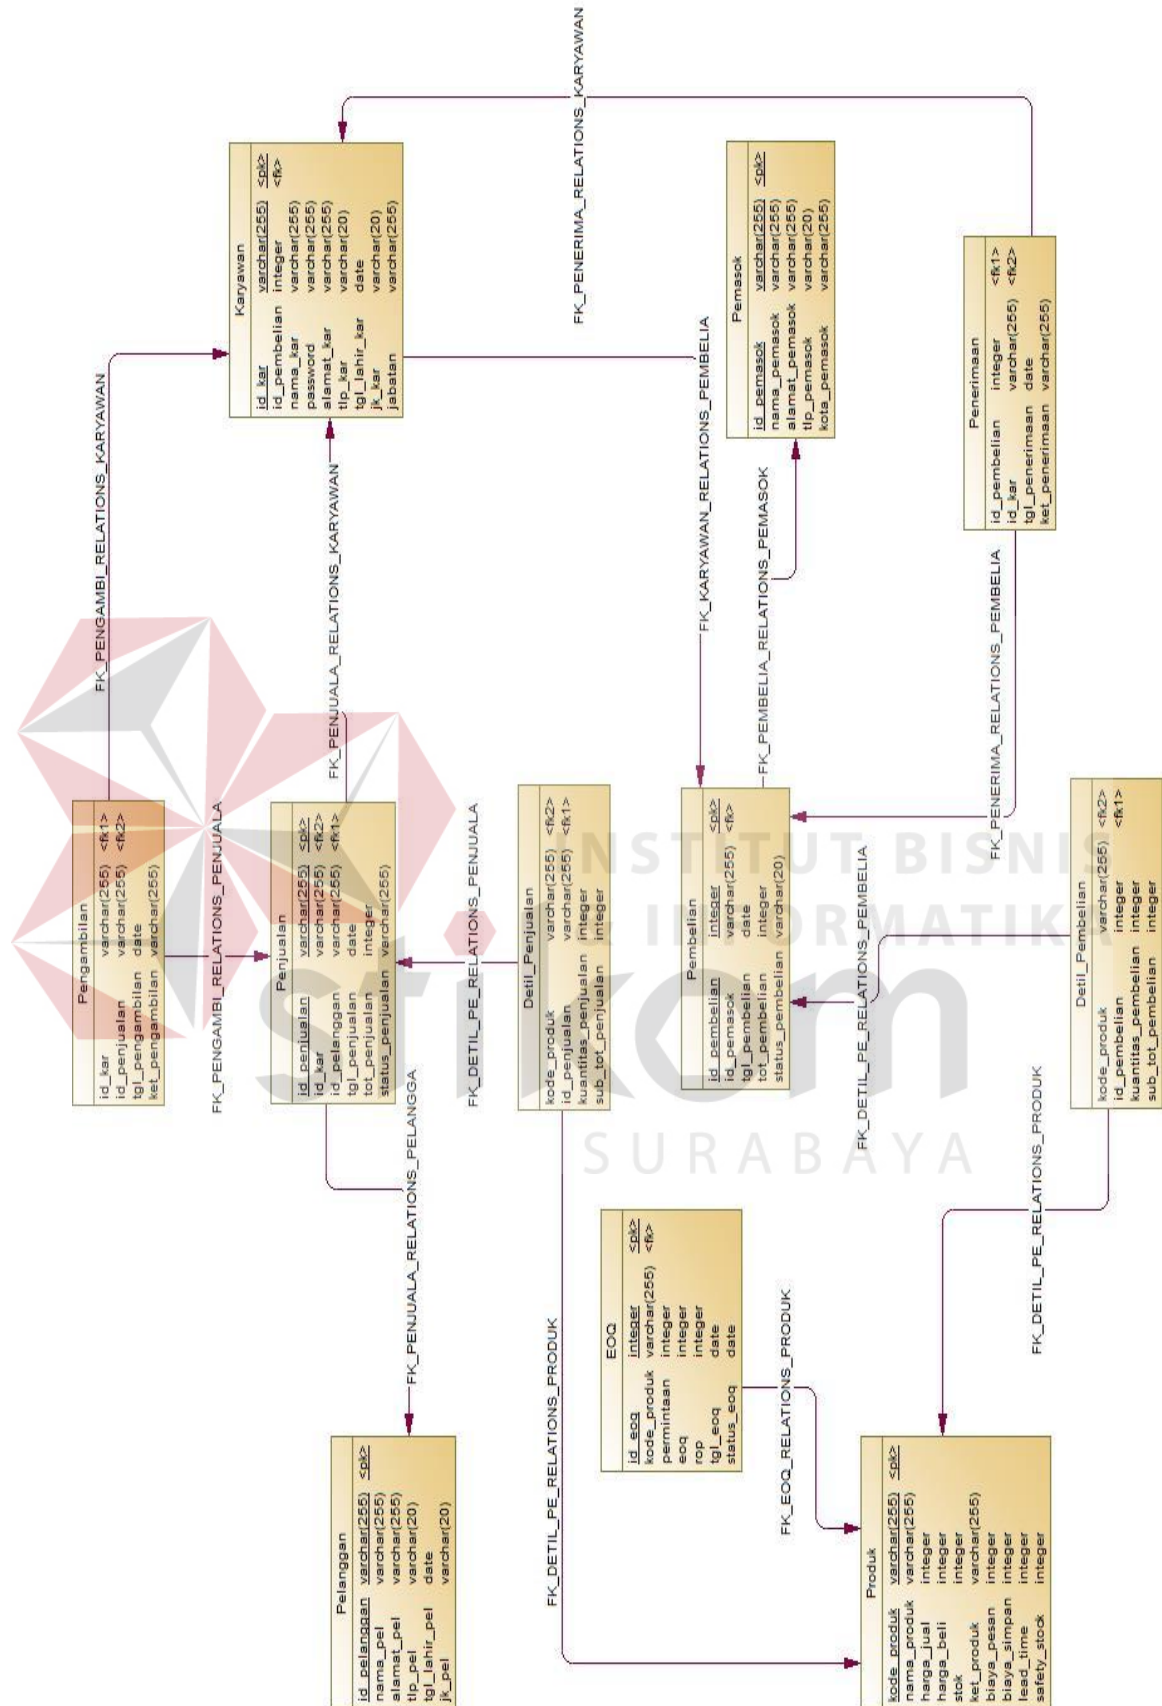 Pengambilan
id_kar varchar(255) <fk1>
id_penjualan varchar(255) <fk2>
tgl_pengambilan date
ket_pengambilan varchar(255)
FK_PENGAMBI_RELATIONS_KARYAWAN
FK_PENGAMBI_RELATIONS_PENJUALA
Karyawan
id_kar varchar(255) <pk>
id_pembelian integer <fk>
nama_kar varchar(255)
password varchar(255)
alamat_kar varchar(255)
tlp_kar varchar(20)
tgl_lahir_kar date
jk_kar varchar(20)
jabatan varchar(255)
Penjualan
id_penjualan varchar(255) <pk>
id_kar varchar(255) <fk2>
id_pelanggan varchar(255) <fk1>
tgl_penjualan date
tot_penjualan integer
status_penjualan varchar(255)
FK_PENJUALA_RELATIONS_KARYAWAN
FK_PENJUALA_RELATIONS_PELANGGA
Pelanggan
id_pelanggan varchar(255) <pk>
nama_pel varchar(255)
alamat_pel varchar(255)
tlp_pel varchar(20)
tgl_lahir_pel date
jk_pel varchar(20)
FK_DETIL_PE_RELATIONS_PENJUALA
Detil_Penjualan
kode_produk varchar(255) <fk2>
id_penjualan varchar(255) <fk1>
kuantitas_penjualan integer
sub_tot_penjualan integer
FK_DETIL_PE_RELATIONS_PRODUK
FK_PENERIMA_RELATIONS_KARYAWAN
FK_KARYAWAN_RELATIONS_PEMBELIA
Pemasok
id_pemasok varchar(255) <pk>
nama_pemasok varchar(255)
alamat_pemasok varchar(255)
tlp_pemasok varchar(20)
kota_pemasok varchar(255)
FK_PEMBELIA_RELATIONS_PEMASOK
Pembelian
id_pembelian integer <pk>
id_pemasok varchar(255) <fk>
tgl_pembelian date
tot_pembelian integer
status_pembelian varchar(20)
EOQ
id_eoq integer <pk>
kode_produk varchar(255) <fk>
permintaan integer
eoq integer
rop integer
tgl_eoq date
status_eoq date
FK_EOQ_RELATIONS_PRODUK
FK_DETIL_PE_RELATIONS_PEMBELIA
Produk
kode_produk varchar(255) <pk>
nama_produk varchar(255)
harga_jual integer
harga_beli integer
stok integer
ket_produk varchar(255)
biaya_pesan integer
biaya_simpan integer
lead_time integer
safety_stock integer
Penerimaan
id_pembelian integer <fk1>
id_kar varchar(255) <fk2>
tgl_penerimaan date
ket_penerimaan varchar(255)
FK_PENERIMA_RELATIONS_PEMBELIA
FK_DETIL_PE_RELATIONS_PRODUK
Detil_Pembelian
kode_produk varchar(255) <fk2>
id_pembelian integer <fk1>
kuantitas_pembelian integer
sub_tot_pembelian integer
INSTITUT BISNIS
& INFORMATIKA
stikom
SURABAYA